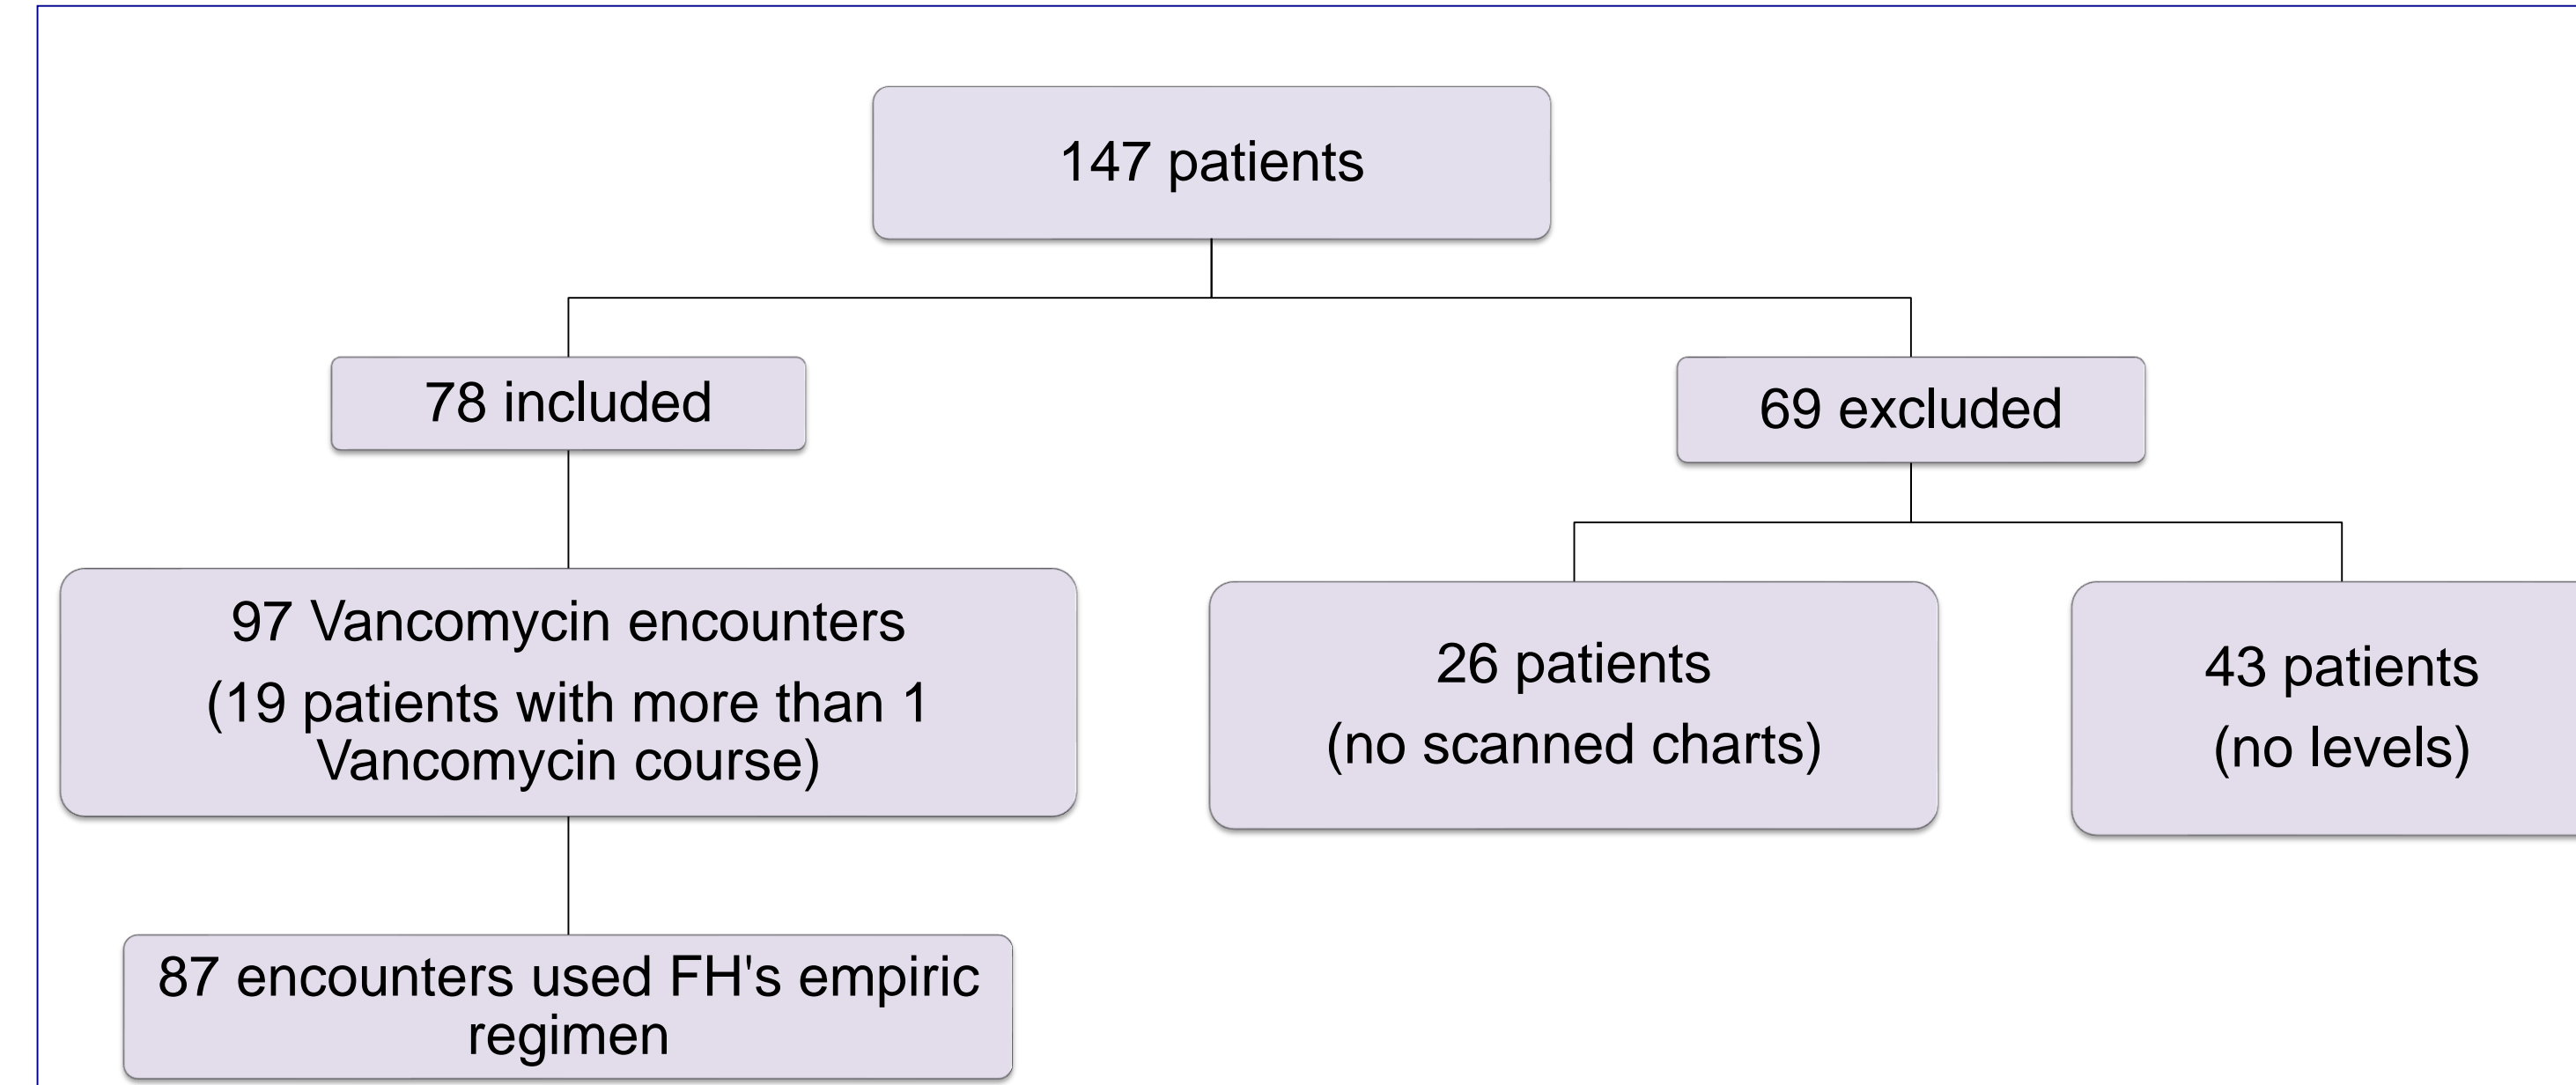 147 patients
78 included
69 excluded
97 Vancomycin encounters
(19 patients with more than 1
Vancomycin course)
26 patients
(no scanned charts)
43 patients
(no levels)
87 encounters used FH's empiric
regimen